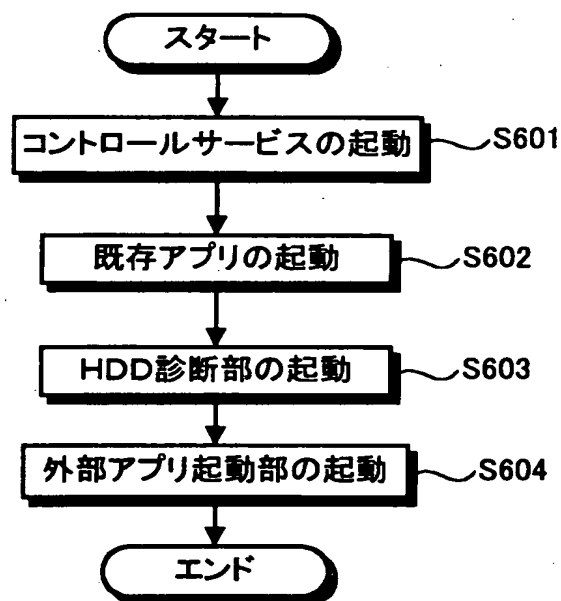 スタート
コントロールサービスの起動 S601
既存アプリの起動 S602
HDD診断部の起動 S603
外部アプリ起動部の起動 S604
エンド